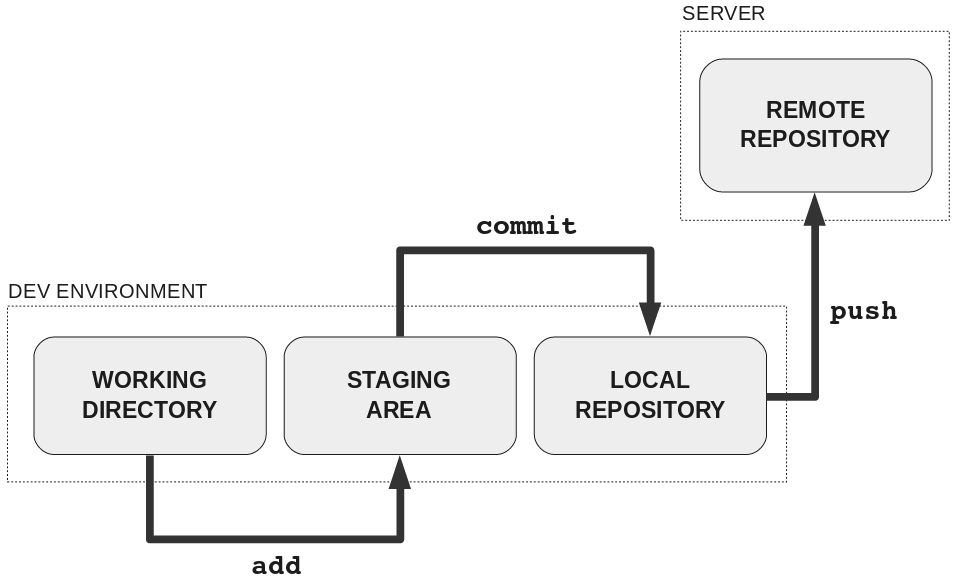 SERVER
REMOTE
REPOSITORY
commit
DEV ENVIRONMENT
push
WORKING
DIRECTORY
STAGING
AREA
LOCAL
REPOSITORY
add